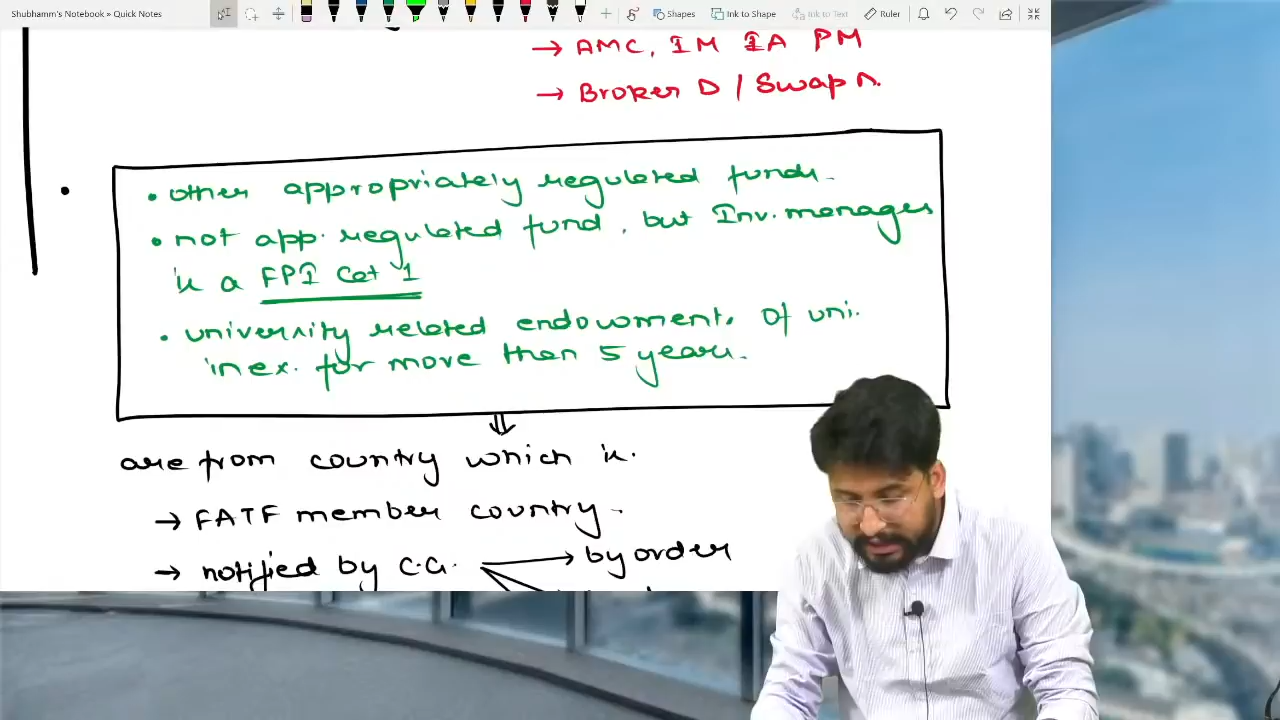 Shubhamm's Notebook » Quick Notes
Shapes
Ink to Shape
Ink to Text
Ruler
→ AMC, IM IA PM
→ Broker D / Swap D.
• other appropriately regulated funds.
• not app. regulated fund, but Inv. manages
is a FPI Cat 1
• university related endowments of uni.
in ex. for more than 5 years.
⇓
are from country which is.
→ FATF member country.
→ notified by C.G. → by order